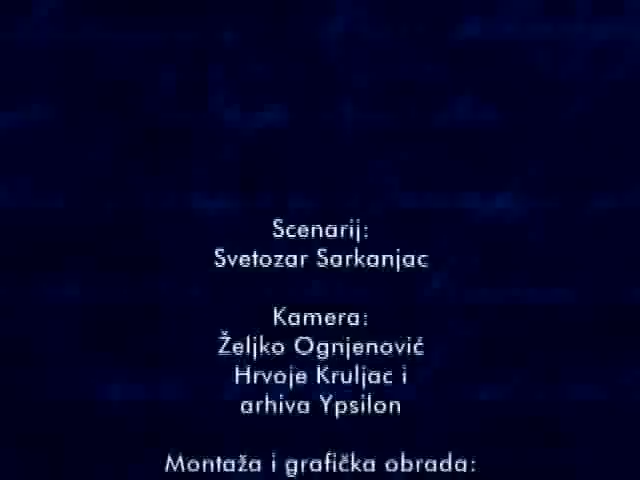 Scenarij:
Svetozar Sarkanjac
Kamera:
Željko Ognjenović
Hrvoje Kruljac i
arhiva Ypsilon
Montaža i grafička obrada: